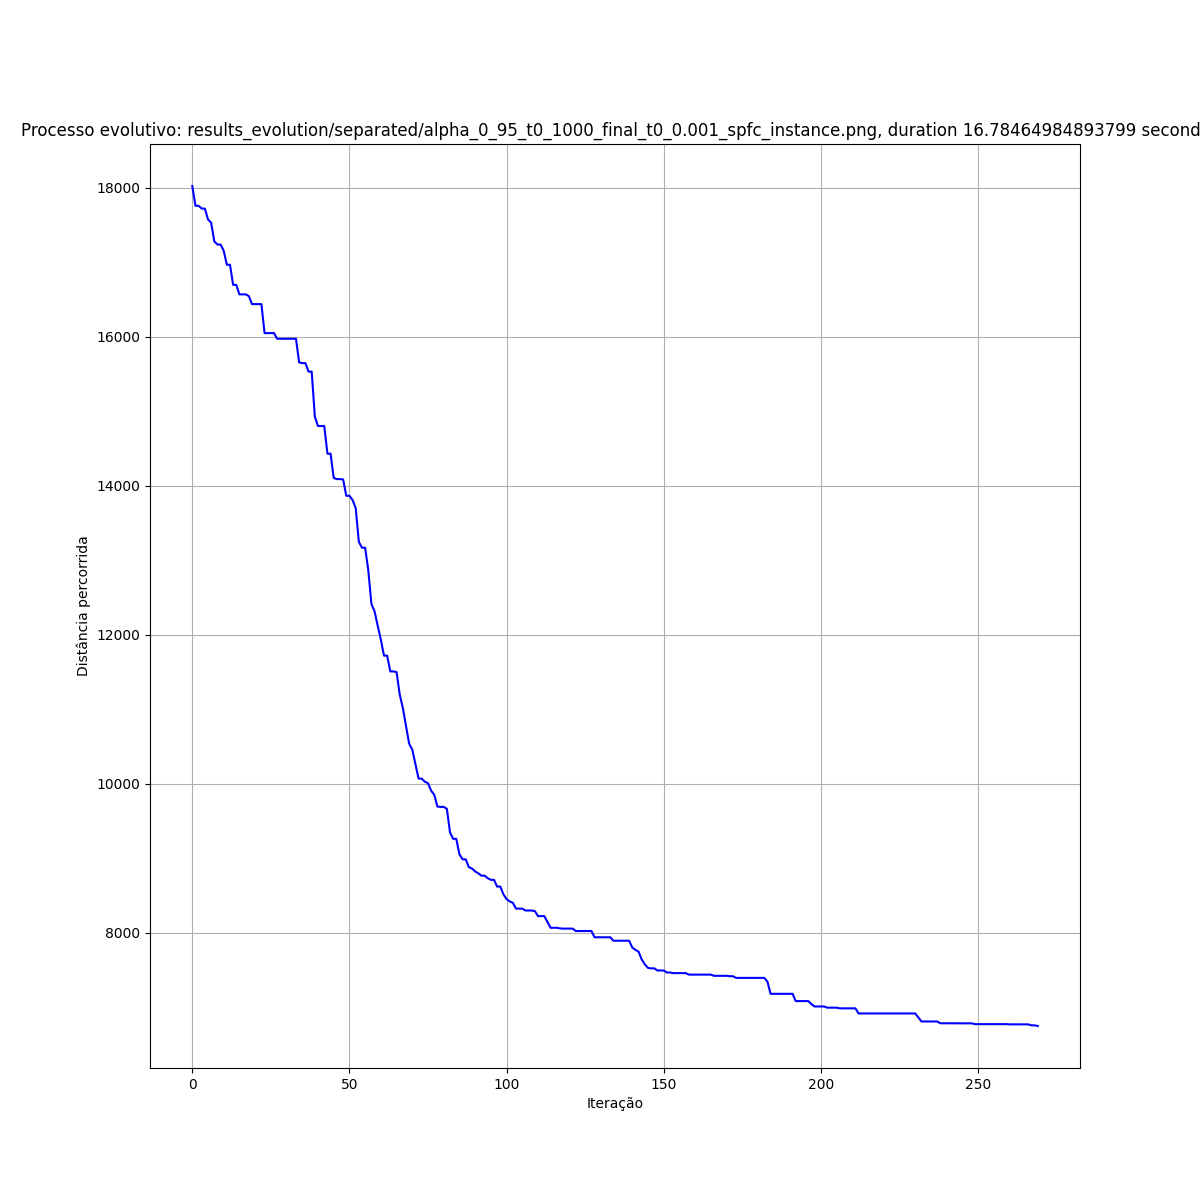 Processo evolutivo: results_evolution/separated/alpha_0_95_t0_1000_final_t0_0.001_spfc_instance.png, duration 16.78464984893799 second
18000
16000
14000
12000
10000
8000
Distância percorrida
0 50 100 150 200 250
Iteração